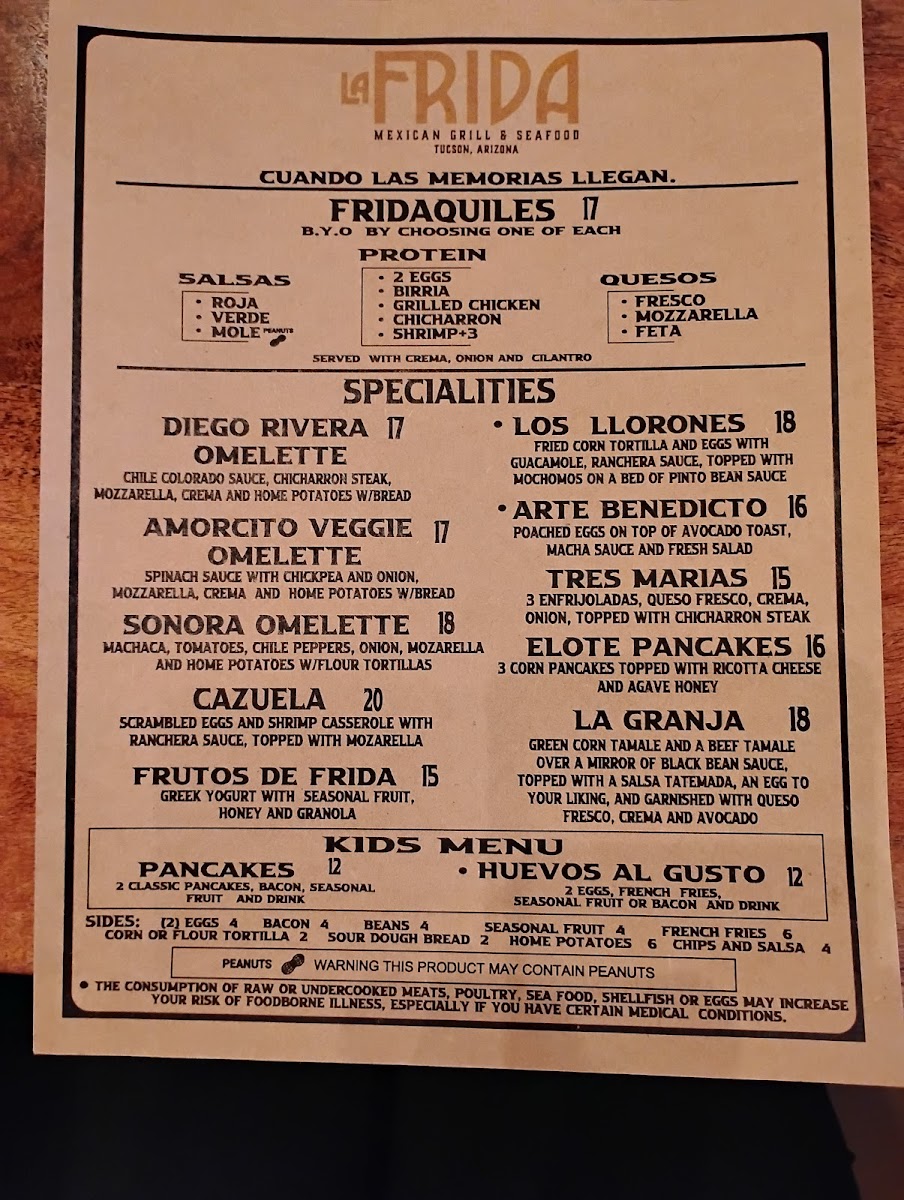 LA FRIDA
MEXICAN GRILL & SEAFOOD
TUCSON, ARIZONA
CUANDO LAS MEMORIAS LLEGAN.
FRIDAQUILES 17
B.Y.O BY CHOOSING ONE OF EACH
SALSAS
• ROJA
• VERDE
• MOLE PEANUTS
PROTEIN
• 2 EGGS
• BIRRIA
• GRILLED CHICKEN
• CHICHARRON
• SHRIMP+3
QUESOS
• FRESCO
• MOZZARELLA
• FETA
SERVED WITH CREMA, ONION AND CILANTRO
SPECIALITIES
DIEGO RIVERA 17
OMELETTE
CHILE COLORADO SAUCE, CHICHARRON STEAK,
MOZZARELLA, CREMA AND HOME POTATOES W/BREAD
AMORCITO VEGGIE 17
OMELETTE
SPINACH SAUCE WITH CHICKPEA AND ONION,
MOZZARELLA, CREMA AND HOME POTATOES W/BREAD
SONORA OMELETTE 18
MACHACA, TOMATOES, CHILE PEPPERS, ONION, MOZARELLA
AND HOME POTATOES W/FLOUR TORTILLAS
CAZUELA 20
SCRAMBLED EGGS AND SHRIMP CASSEROLE WITH
RANCHERA SAUCE, TOPPED WITH MOZARELLA
FRUTOS DE FRIDA 15
GREEK YOGURT WITH SEASONAL FRUIT,
HONEY AND GRANOLA
• LOS LLORONES 18
FRIED CORN TORTILLA AND EGGS WITH
GUACAMOLE, RANCHERA SAUCE, TOPPED WITH
MOCHOMOS ON A BED OF PINTO BEAN SAUCE
• ARTE BENEDICTO 16
POACHED EGGS ON TOP OF AVOCADO TOAST,
MACHA SAUCE AND FRESH SALAD
TRES MARIAS 15
3 ENFRIJOLADAS, QUESO FRESCO, CREMA,
ONION, TOPPED WITH CHICHARRON STEAK
ELOTE PANCAKES 16
3 CORN PANCAKES TOPPED WITH RICOTTA CHEESE
AND AGAVE HONEY
LA GRANJA 18
GREEN CORN TAMALE AND A BEEF TAMALE
OVER A MIRROR OF BLACK BEAN SAUCE,
TOPPED WITH A SALSA TATEMADA, AN EGG TO
YOUR LIKING, AND GARNISHED WITH QUESO
FRESCO, CREMA AND AVOCADO
KIDS MENU
PANCAKES 12
2 CLASSIC PANCAKES, BACON, SEASONAL
FRUIT AND DRINK
• HUEVOS AL GUSTO 12
2 EGGS, FRENCH FRIES,
SEASONAL FRUIT OR BACON AND DRINK
SIDES: (2) EGGS 4 BACON 4 BEANS 4 SEASONAL FRUIT 4 FRENCH FRIES 6
CORN OR FLOUR TORTILLA 2 SOUR DOUGH BREAD 2 HOME POTATOES 6 CHIPS AND SALSA 4
PEANUTS WARNING THIS PRODUCT MAY CONTAIN PEANUTS
• THE CONSUMPTION OF RAW OR UNDERCOOKED MEATS, POULTRY, SEA FOOD, SHELLFISH OR EGGS MAY INCREASE
YOUR RISK OF FOODBORNE ILLNESS, ESPECIALLY IF YOU HAVE CERTAIN MEDICAL CONDITIONS.